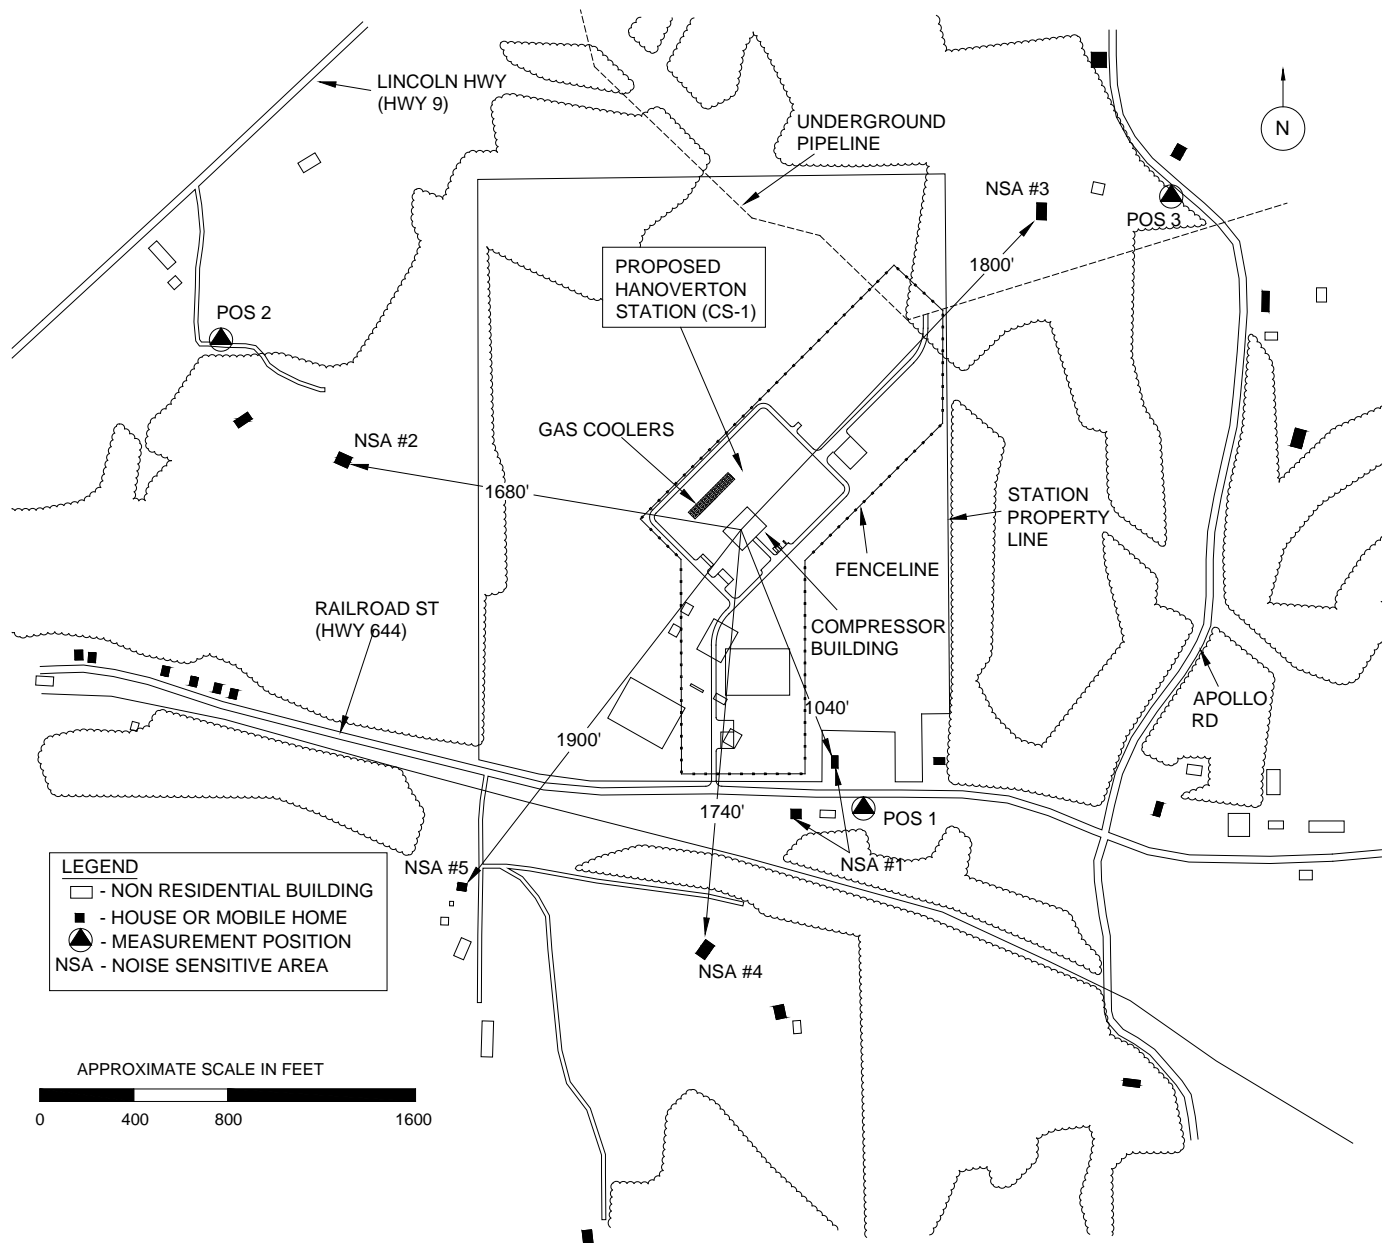 LINCOLN HWY
(HWY 9)
UNDERGROUND
PIPELINE
N
NSA #3
POS 3
1800'
PROPOSED
HANOVERTON
STATION (CS-1)
POS 2
GAS COOLERS
NSA #2
1680'
STATION
PROPERTY
LINE
FENCELINE
RAILROAD ST
(HWY 644)
COMPRESSOR
BUILDING
APOLLO
RD
1040'
1900'
1740'
POS 1
NSA #1
NSA #5
NSA #4
LEGEND
- NON RESIDENTIAL BUILDING
- HOUSE OR MOBILE HOME
- MEASUREMENT POSITION
NSA - NOISE SENSITIVE AREA
APPROXIMATE SCALE IN FEET
0 400 800 1600